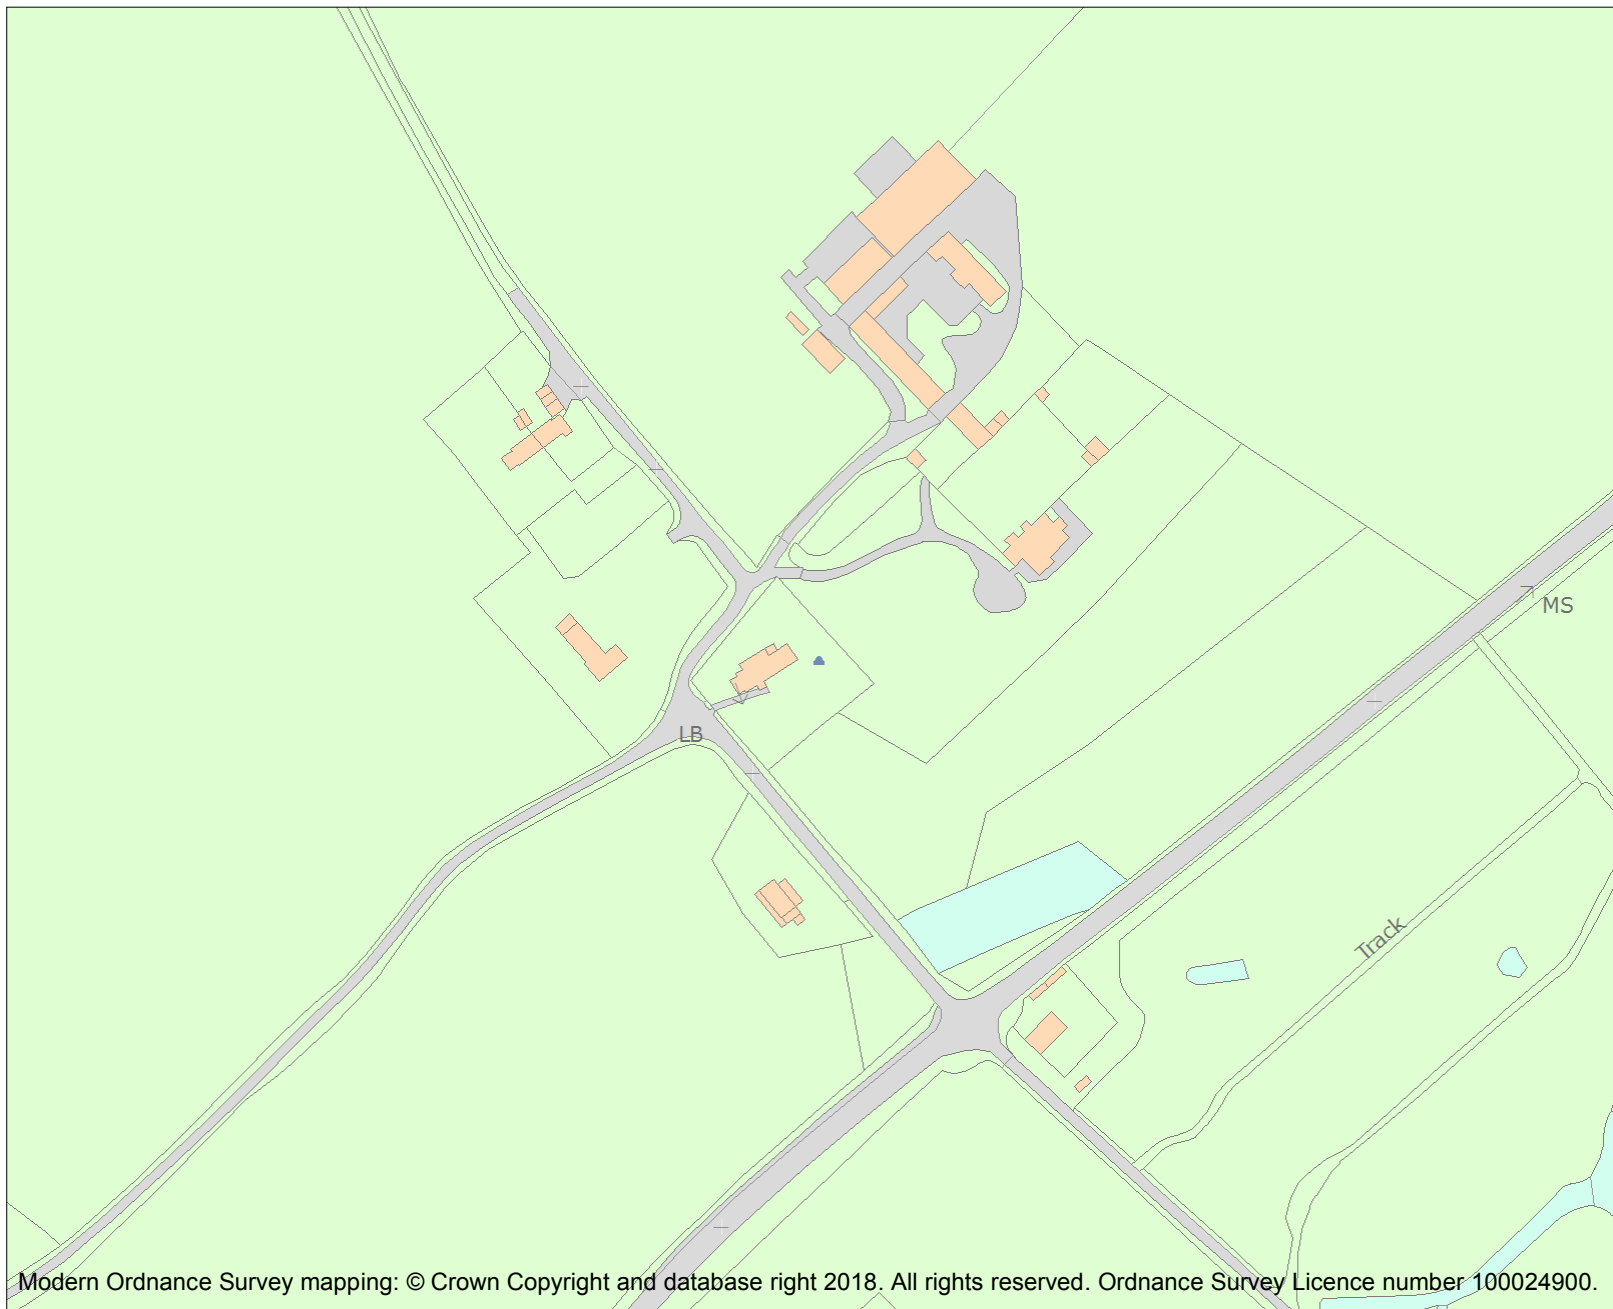 MS
LB
Track
Modern Ordnance Survey mapping: © Crown Copyright and database right 2018. All rights reserved. Ordnance Survey Licence number 100024900.